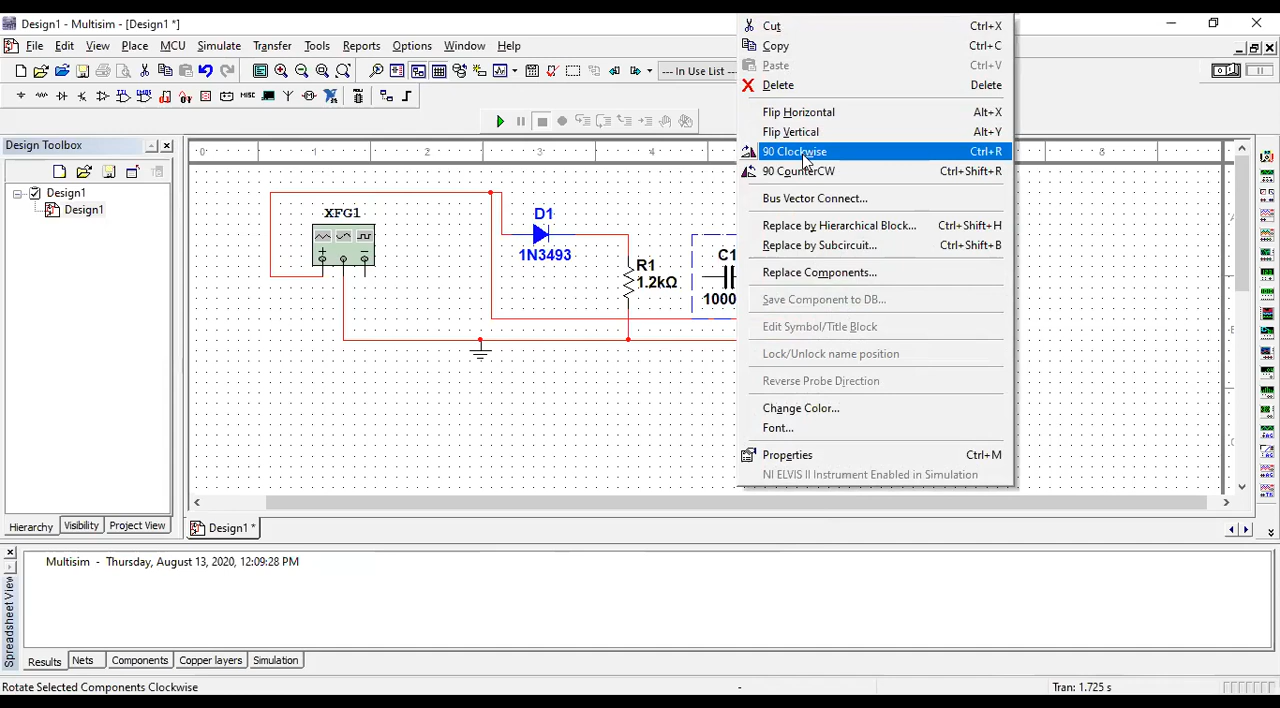 Design1 - Multisim - [Design1 *]
File Edit View Place MCU Simulate Transfer Tools Reports Options Window Help
--- In Use List ---
Design Toolbox
Design1
Design1
Hierarchy Visibility Project View
0 2 4 8
XFG1
D1
1N3493
R1
1.2kΩ
C1
1000
Cut Ctrl+X
Copy Ctrl+C
Paste Ctrl+V
Delete Delete
Flip Horizontal Alt+X
Flip Vertical Alt+Y
90 Clockwise Ctrl+R
90 CounterCW Ctrl+Shift+R
Bus Vector Connect...
Replace by Hierarchical Block... Ctrl+Shift+H
Replace by Subcircuit... Ctrl+Shift+B
Replace Components...
Save Component to DB...
Edit Symbol/Title Block
Lock/Unlock name position
Reverse Probe Direction
Change Color...
Font...
Properties Ctrl+M
NI ELVIS II Instrument Enabled in Simulation
Design1 *
Multisim - Thursday, August 13, 2020, 12:09:28 PM
Spreadsheet View
Results Nets Components Copper layers Simulation
Rotate Selected Components Clockwise - Tran: 1.725 s